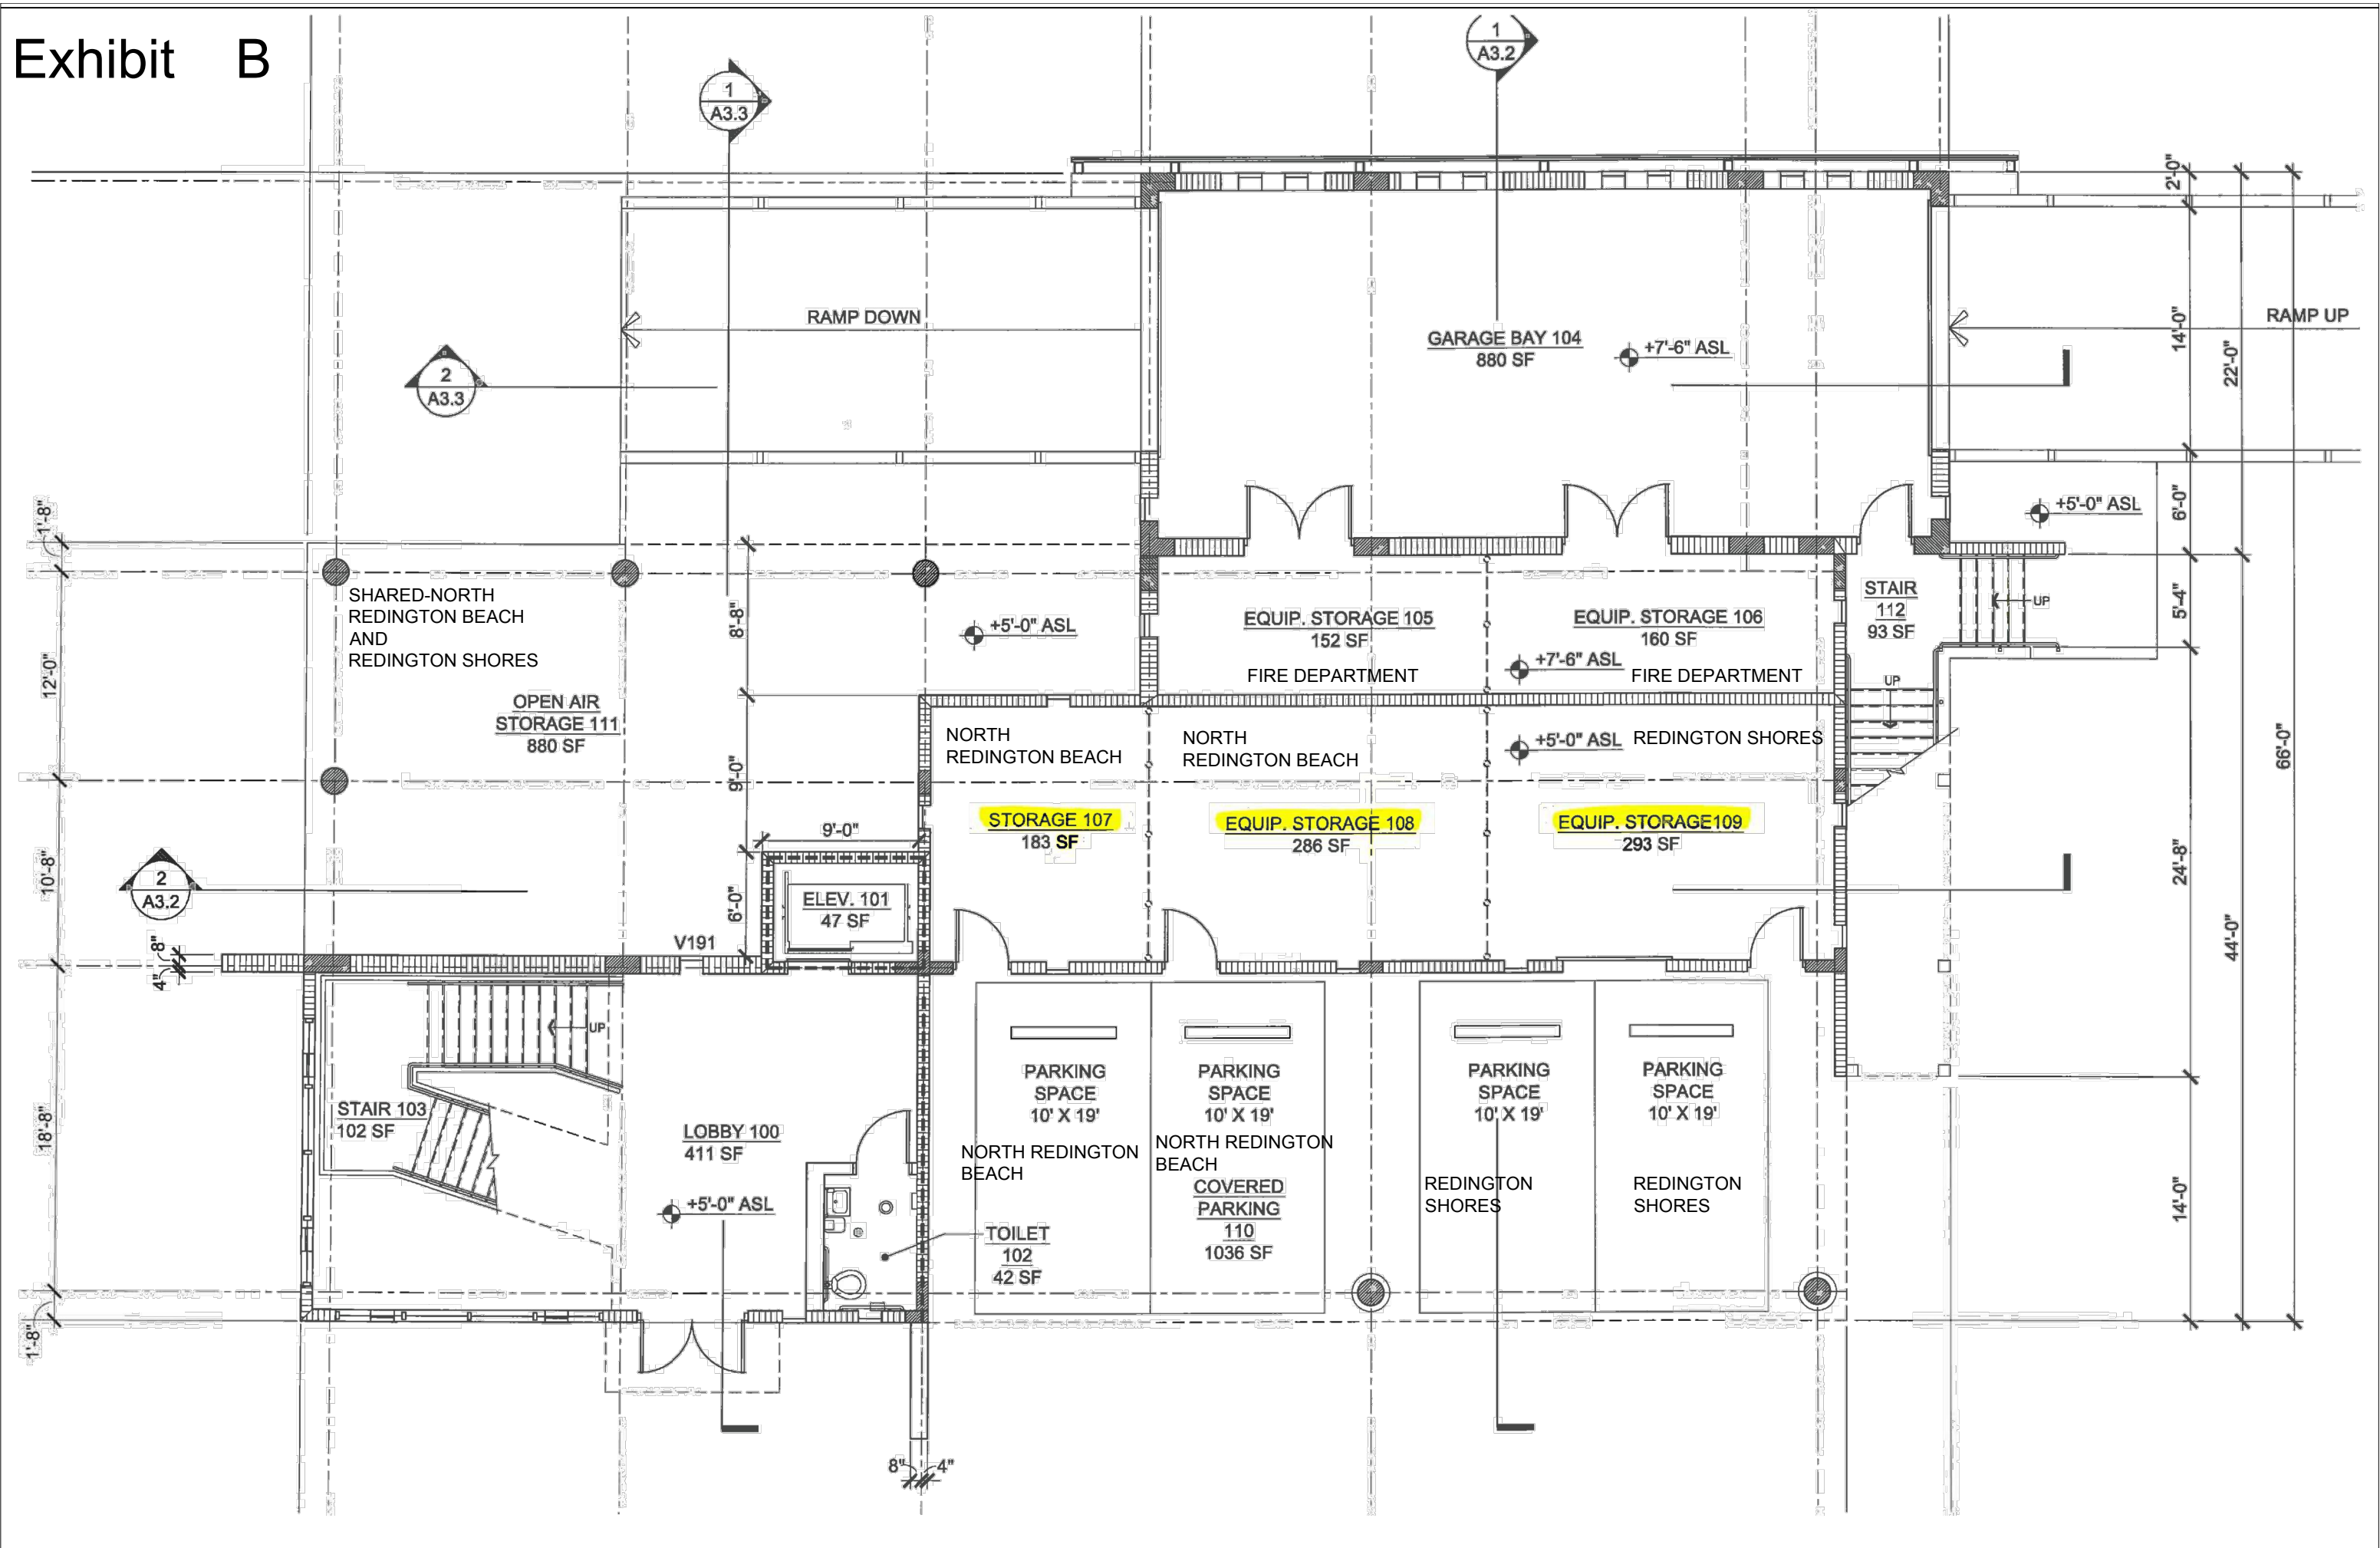 Exhibit B
1
A3.2
1
A3.3
2'-0"
RAMP DOWN
RAMP UP
GARAGE BAY 104
880 SF
+7'-6" ASL
14'-0"
22'-0"
2
A3.3
1'-8"
6'-0"
+5'-0" ASL
SHARED-NORTH
REDINGTON BEACH
AND
REDINGTON SHORES
8'-8"
+5'-0" ASL
EQUIP. STORAGE 105
152 SF
FIRE DEPARTMENT
EQUIP. STORAGE 106
160 SF
+7'-6" ASL
FIRE DEPARTMENT
STAIR
112
93 SF
UP
5'-4"
UP
12'-0"
OPEN AIR
STORAGE 111
880 SF
NORTH
REDINGTON BEACH
NORTH
REDINGTON BEACH
+5'-0" ASL
REDINGTON SHORES
66'-0"
9'-0"
STORAGE 107
183 SF
EQUIP. STORAGE 108
286 SF
EQUIP. STORAGE109
293 SF
9'-0"
10'-8"
24'-8"
2
A3.2
6'-0"
ELEV. 101
47 SF
V191
8"
4"
44'-0"
UP
PARKING
SPACE
10' X 19'
PARKING
SPACE
10' X 19'
PARKING
SPACE
10' X 19'
PARKING
SPACE
10' X 19'
STAIR 103
102 SF
18'-8"
LOBBY 100
411 SF
NORTH REDINGTON
BEACH
NORTH REDINGTON
BEACH
REDINGTON
SHORES
REDINGTON
SHORES
COVERED
PARKING
110
1036 SF
+5'-0" ASL
TOILET
102
42 SF
14'-0"
1'-8"
8"
4"